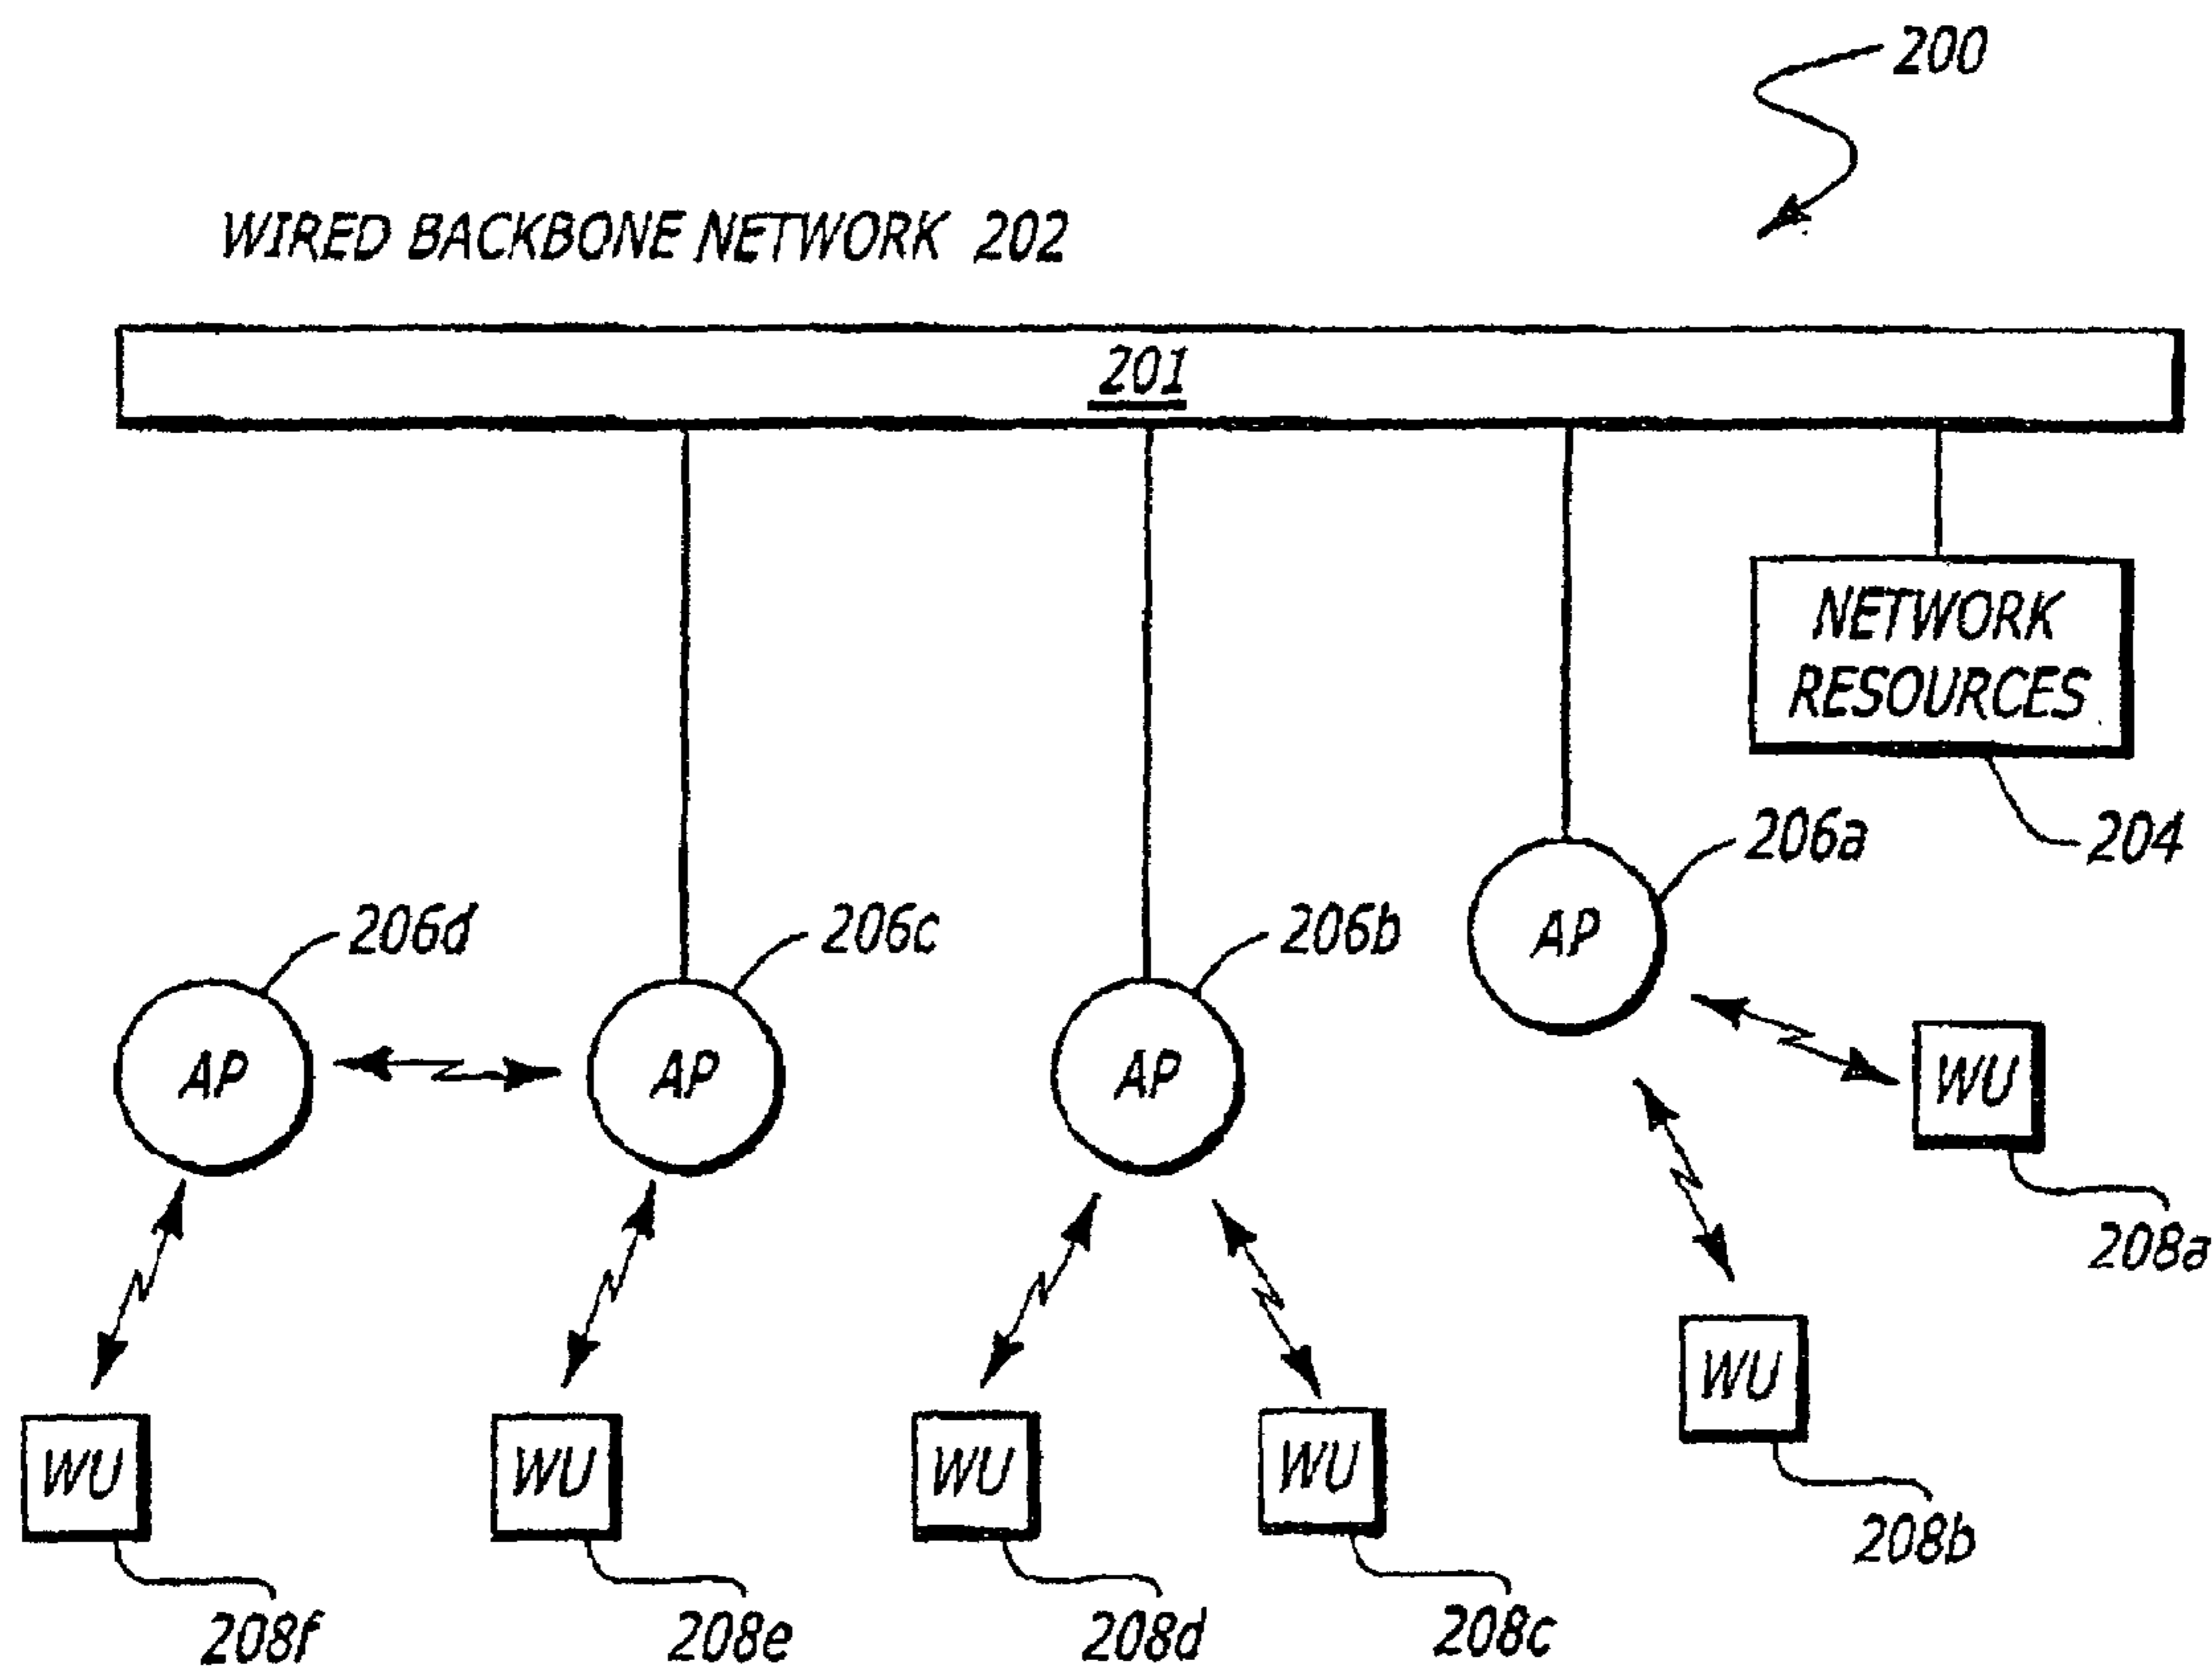 200
WIRED BACKBONE NETWORK 202
201
NETWORK
RESOURCES
204
206a
AP
206d
206c
206b
AP
AP
AP
WU
208a
WU
208b
WU
WU
WU
WU
208f
208e
208d
208c